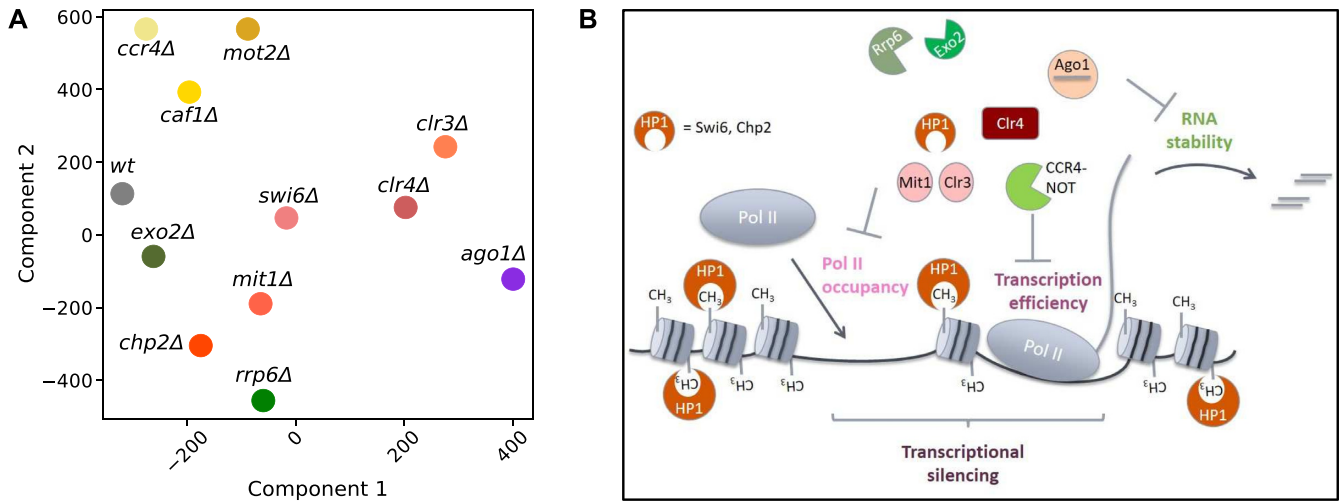 A
600
400
200
0
−200
−400
Component 2
ccr4Δ
mot2Δ
caf1Δ
clr3Δ
wt
clr4Δ
swi6Δ
exo2Δ
ago1Δ
mit1Δ
chp2Δ
rrp6Δ
−200
0
200
400
Component 1
B
Rrp6
Exo2
Ago1
HP1
= Swi6, Chp2
HP1
Clr4
RNA
stability
Mit1
Clr3
CCR4-
NOT
Pol II
Pol II
occupancy
HP1
HP1
Transcription
efficiency
CH3
CH3
CH3
CH3
CH3
CH3
Pol II
CH3
CH3
CH3
CH3
CH3
CH3
HP1
HP1
Transcriptional
silencing